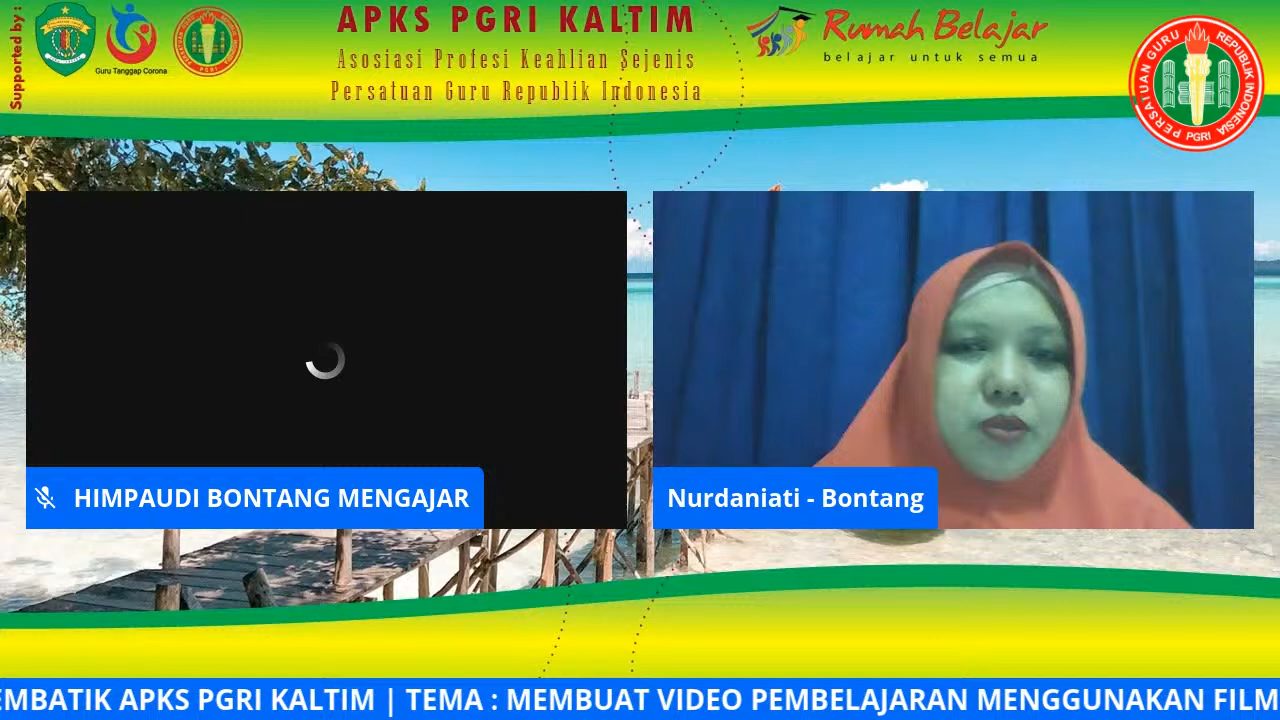 Supported by :
Guru Tanggap Corona
APKS PGRI KALTIM
Asosiasi Profesi Keahlian Sejenis
Persatuan Guru Republik Indonesia
Rumah Belajar
belajar untuk semua
PERSATUAN GURU REPUBLIK INDONESIA
PGRI
HIMPAUDI BONTANG MENGAJAR
Nurdaniati - Bontang
EMBATIK APKS PGRI KALTIM | TEMA : MEMBUAT VIDEO PEMBELAJARAN MENGGUNAKAN FILM